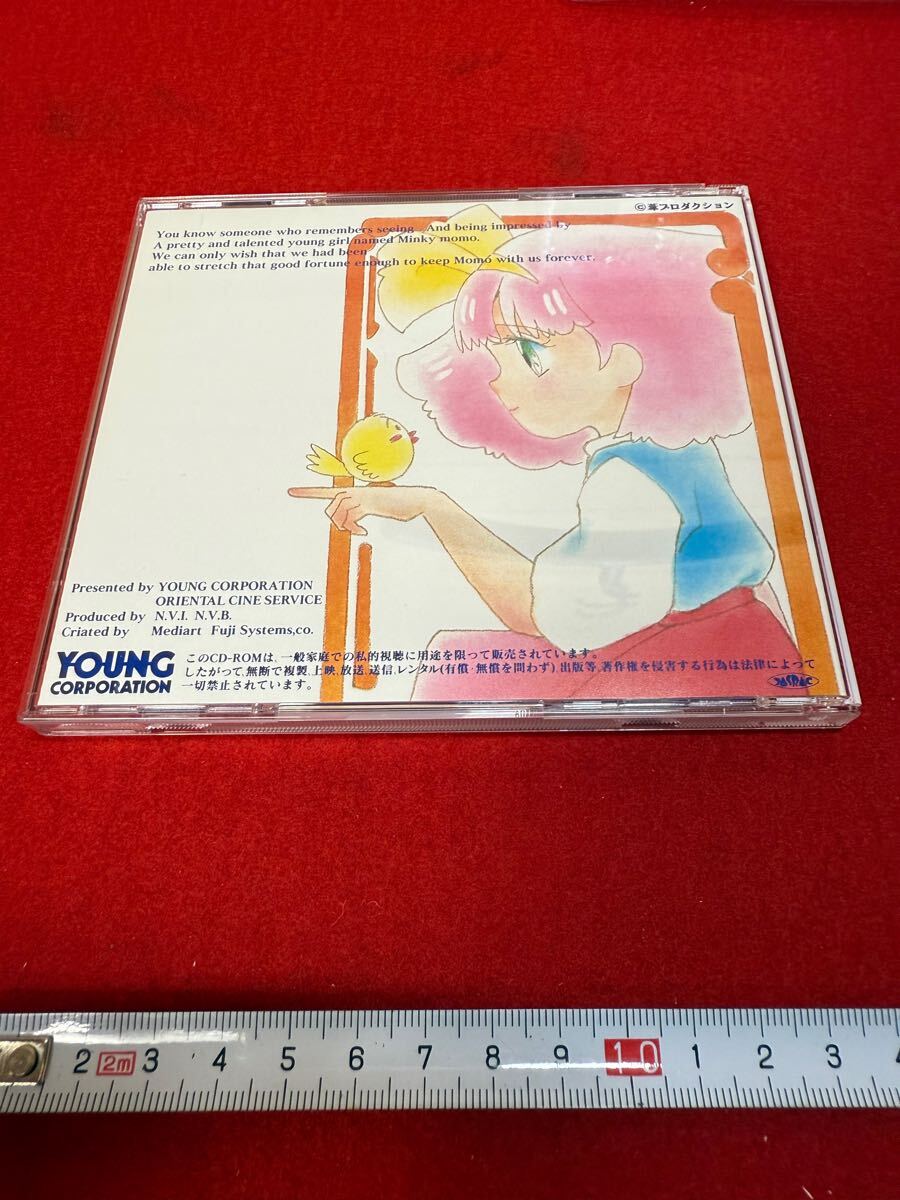 ©葦プロダクション
You know someone who remembers seeing...And being impressed by
A pretty and talented young girl named Minky momo.
We can only wish that we had been
able to stretch that good fortune enough to keep Momo with us forever.
Presented by YOUNG CORPORATION
ORIENTAL CINE SERVICE
Produced by N.V.I. N.V.B.
Criated by Mediart Fuji Systems,co.
YOUNG
CORPORATION
このCD-ROMは、一般家庭での私的視聴に用途を限って販売されています。
したがって、無断で複製、上映、放送、送信、レンタル(有償・無償を問わず)、出版等、著作権を侵害する行為は法律によって
一切禁止されています。
JASRAC
2 2m 3 4 5 6 7 8 9 10 1 2 3 4